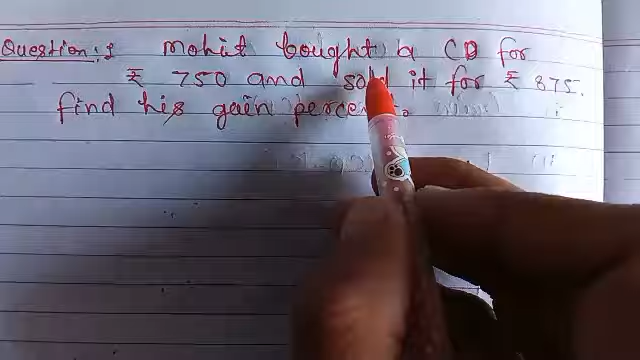 Question:1 Mohit bought a CD for
₹ 750 and sold it for ₹ 875.
find his gain percent.